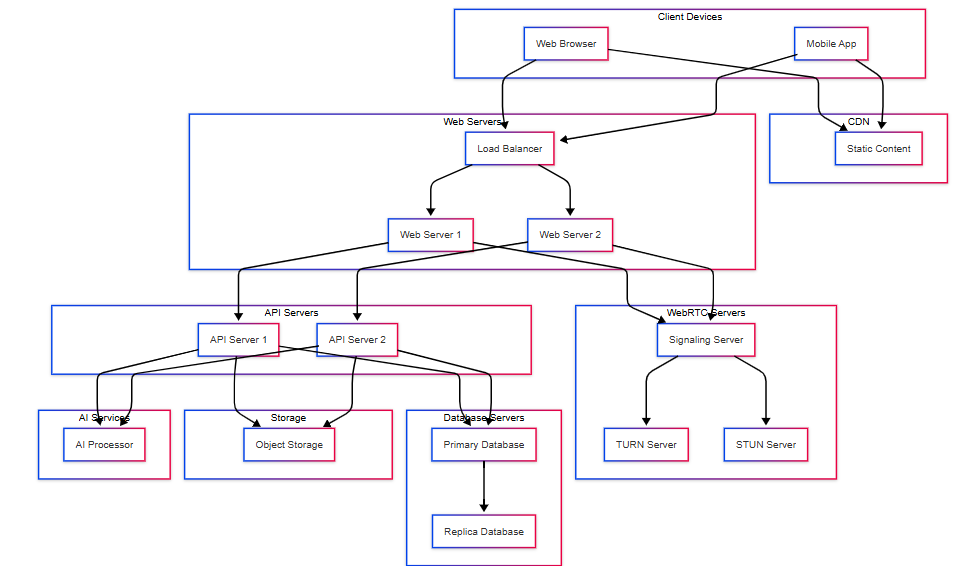 Client Devices
Web Browser
Mobile App
Web Servers
CDN
Load Balancer
Static Content
Web Server 1
Web Server 2
API Servers
WebRTC Servers
API Server 1
API Server 2
Signaling Server
AI Services
Storage
Database Servers
AI Processor
Object Storage
Primary Database
TURN Server
STUN Server
Replica Database